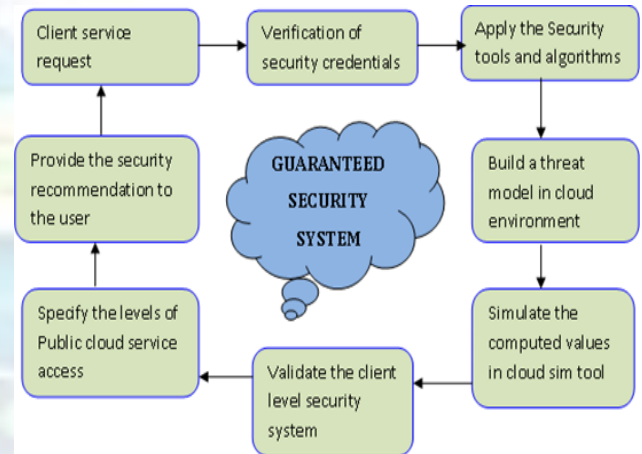 Client service
request
Verification of
security credentials
Apply the Security
tools and algorithms
Build a threat
model in cloud
environment
Simulate the
computed values
in cloud sim tool
Validate the client
level security
system
Specify the levels of
Public cloud service
access
Provide the security
recommendation to
the user
GUARANTEED
SECURITY
SYSTEM